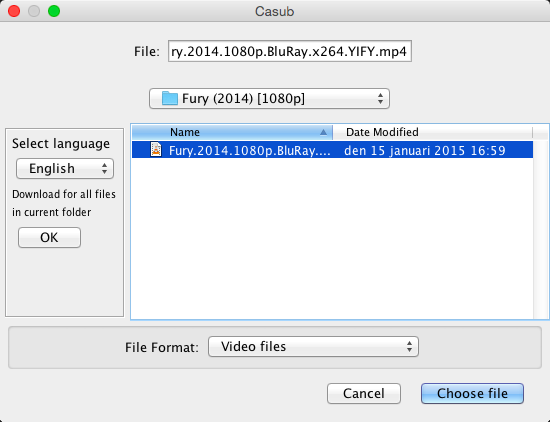 Casub
File: ry.2014.1080p.BluRay.x264.YIFY.mp4
Fury (2014) [1080p]
Select language
English
Download for all files
in current folder
OK
Name Date Modified
Fury.2014.1080p.BluRay.... den 15 januari 2015 16:59
File Format: Video files
Cancel Choose file